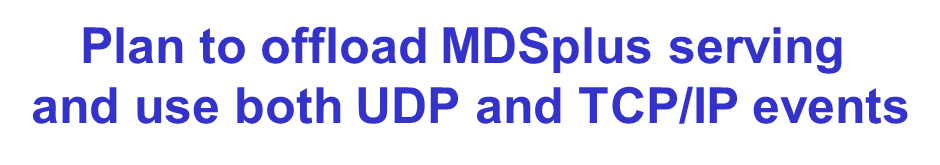 Plan to offload MDSplus serving
and use both UDP and TCP/IP events